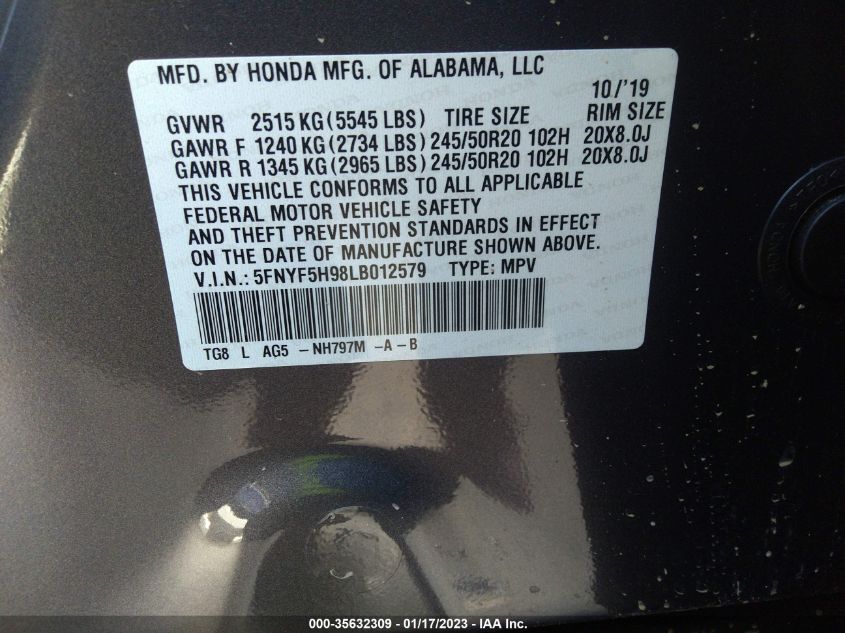 MFD. BY HONDA MFG. OF ALABAMA, LLC
10/'19
GVWR 2515 KG (5545 LBS) TIRE SIZE RIM SIZE
GAWR F 1240 KG (2734 LBS) 245/50R20 102H 20X8.0J
GAWR R 1345 KG (2965 LBS) 245/50R20 102H 20X8.0J
THIS VEHICLE CONFORMS TO ALL APPLICABLE
FEDERAL MOTOR VEHICLE SAFETY
AND THEFT PREVENTION STANDARDS IN EFFECT
ON THE DATE OF MANUFACTURE SHOWN ABOVE.
V.I.N.: 5FNYF5H98LB012579 TYPE: MPV
TG8 L AG5 -NH797M -A-B
000-35632309 - 01/17/2023 - IAA Inc.